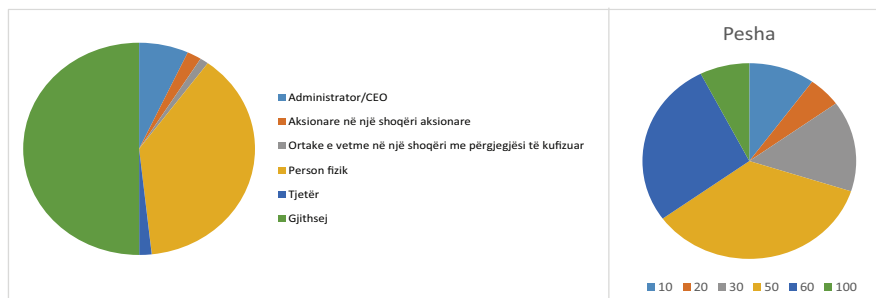 Administrator/CEO
Aksionare në një shoqëri aksionare
Ortake e vetme në një shoqëri me përgjegjësi të kufizuar
Person fizik
Tjetër
Gjithsej
Pesha
10 20 30 50 60 100